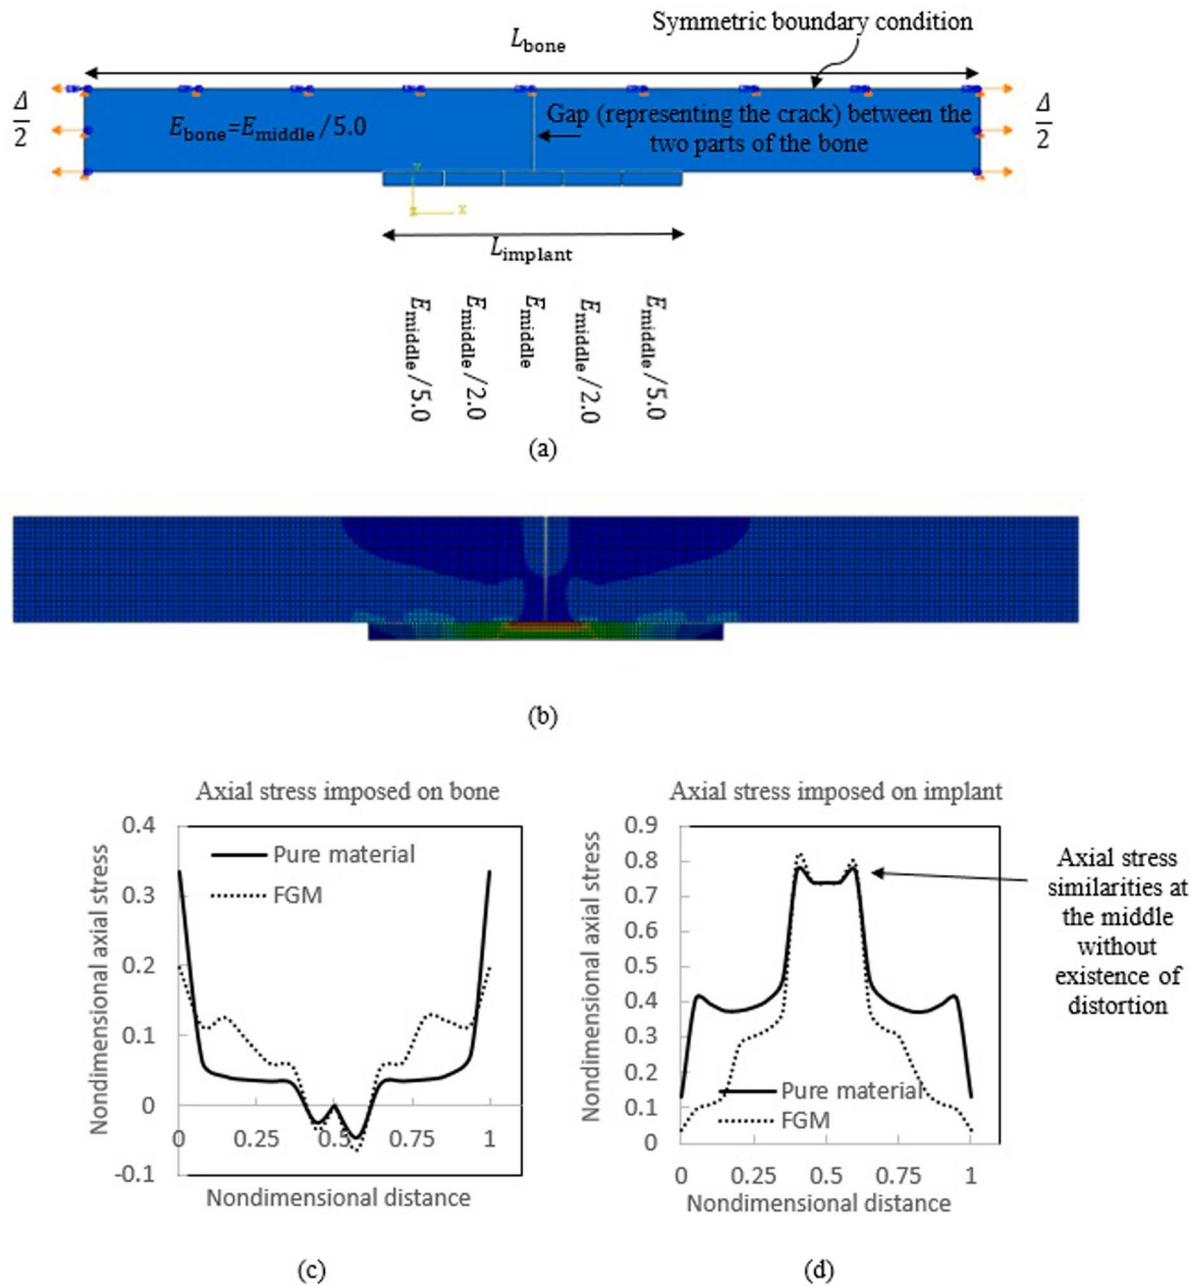 Symmetric boundary condition
L_bone
Δ/2
E_bone=E_middle/5.0
Gap (representing the crack) between the
two parts of the bone
Δ/2
Y
Z
X
L_implant
E_middle/5.0
E_middle/2.0
E_middle
E_middle/2.0
E_middle/5.0
(a)
(b)
Axial stress imposed on bone
Nondimensional axial stress
0.4
0.3
0.2
0.1
0
-0.1
Pure material
FGM
0
0.25
0.5
0.75
1
Nondimensional distance
(c)
Axial stress imposed on implant
Nondimensional axial stress
0.9
0.8
0.7
0.6
0.5
0.4
0.3
0.2
0.1
0
Pure material
FGM
0
0.25
0.5
0.75
1
Nondimensional distance
Axial stress
similarities at
the middle
without
existence of
distortion
(d)